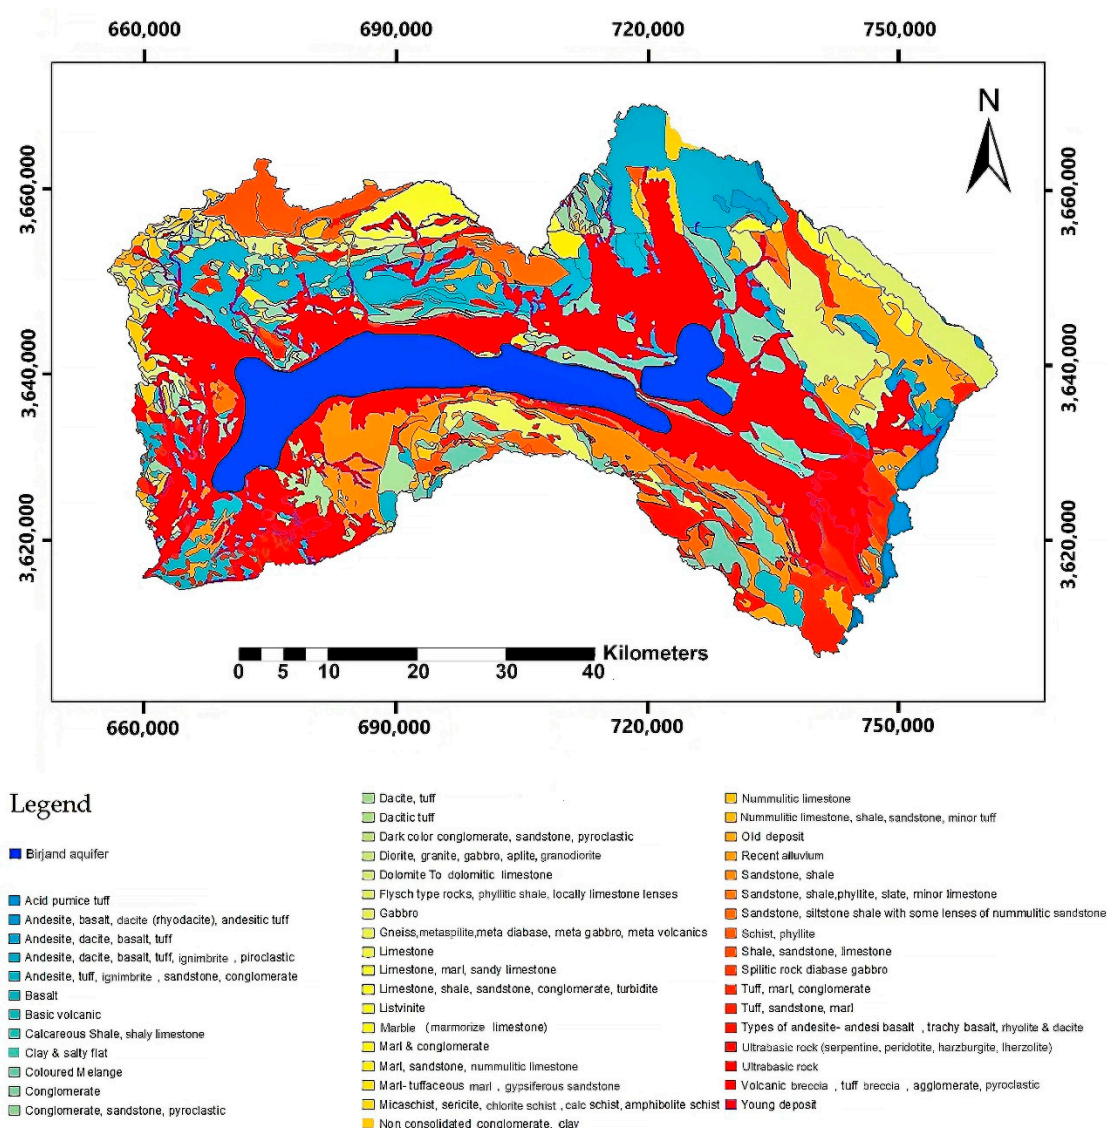 660,000 690,000 720,000 750,000
N
3,660,000 3,660,000
3,640,000 3,640,000
3,620,000 3,620,000
Kilometers
0 5 10 20 30 40
660,000 690,000 720,000 750,000
Legend
Birjand aquifer
Acid pumice tuff
Andesite, basalt, dacite (rhyodacite), andesitic tuff
Andesite, dacite, basalt, tuff
Andesite, dacite, basalt, tuff, ignimbrite , piroclastic
Andesite, tuff, ignimbrite , sandstone, conglomerate
Basalt
Basic volcanic
Calcareous Shale, shaly limestone
Clay & salty flat
Coloured Melange
Conglomerate
Conglomerate, sandstone, pyroclastic
Dacite, tuff
Dacitic tuff
Dark color conglomerate, sandstone, pyroclastic
Diorite, granite, gabbro, aplite, granodiorite
Dolomite To dolomitic limestone
Flysch type rocks, phyllitic shale, locally limestone lenses
Gabbro
Gneiss,metaspilite,meta diabase, meta gabbro, meta volcanics
Limestone
Limestone, marl, sandy limestone
Limestone, shale, sandstone, conglomerate, turbidite
Listvinite
Marble (marmorize limestone)
Marl & conglomerate
Marl, sandstone, nummulitic limestone
Marl- tuffaceous marl , gypsiferous sandstone
Micaschist, sericite, chlorite schist , calc schist, amphibolite schist
Non consolidated conglomerate, clay
Nummulitic limestone
Nummulitic limestone, shale, sandstone, minor tuff
Old deposit
Recent alluvium
Sandstone, shale
Sandstone, shale,phyllite, slate, minor limestone
Sandstone, siltstone shale with some lenses of nummulitic sandstone
Schist, phyllite
Shale, sandstone, limestone
Spilitic rock diabase gabbro
Tuff, marl, conglomerate
Tuff, sandstone, marl
Types of andesite- andesi basalt , trachy basalt, rhyolite & dacite
Ultrabasic rock (serpentine, peridotite, harzburgite, lherzolite)
Ultrabasic rock
Volcanic breccia , tuff breccia , agglomerate, pyroclastic
Young deposit